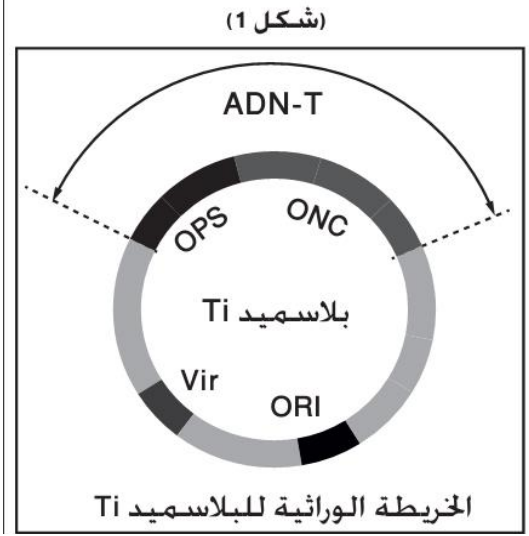 (شكل 1)
ADN-T
OPS
ONC
بلاسميد Ti
Vir
ORI
الخريطة الوراثية للبلاسميد Ti